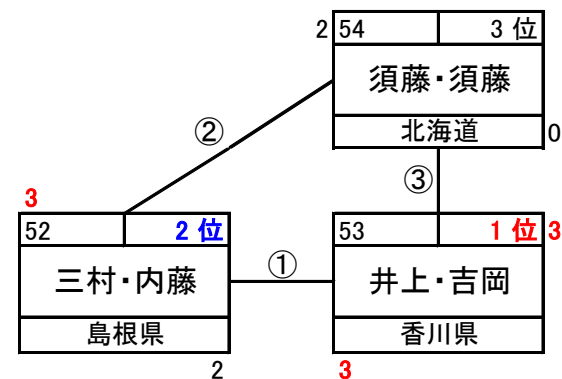 2 54 3 位
須藤・須藤
北海道 0
②
③
3
52 2 位
53 1 位 3
三村・内藤
①
井上・吉岡
島根県
香川県
2
3